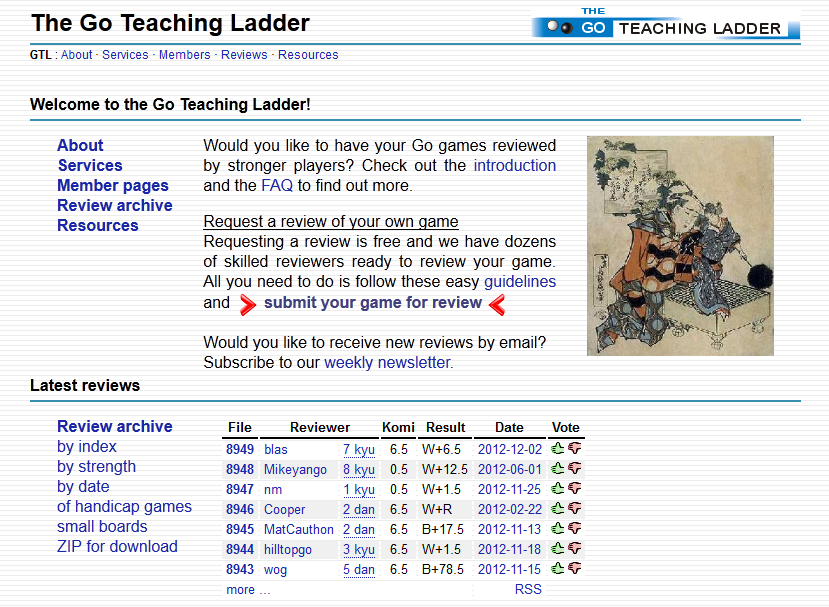 The Go Teaching Ladder
THE
GO TEACHING LADDER
GTL : About · Services · Members · Reviews · Resources
Welcome to the Go Teaching Ladder!
About
Services
Member pages
Review archive
Resources
Would you like to have your Go games reviewed
by stronger players? Check out the introduction
and the FAQ to find out more.
Request a review of your own game
Requesting a review is free and we have dozens
of skilled reviewers ready to review your game.
All you need to do is follow these easy guidelines
and submit your game for review
Would you like to receive new reviews by email?
Subscribe to our weekly newsletter.
Latest reviews
Review archive
by index
by strength
by date
of handicap games
small boards
ZIP for download
File Reviewer Komi Result Date Vote
8949 blas 7 kyu 6.5 W+6.5 2012-12-02
8948 Mikeyango 8 kyu 0.5 W+12.5 2012-06-01
8947 nm 1 kyu 0.5 W+1.5 2012-11-25
8946 Cooper 2 dan 6.5 W+R 2012-02-22
8945 MatCauthon 2 dan 6.5 B+17.5 2012-11-13
8944 hilltopgo 3 kyu 6.5 W+1.5 2012-11-18
8943 wog 5 dan 6.5 B+78.5 2012-11-15
more ... RSS